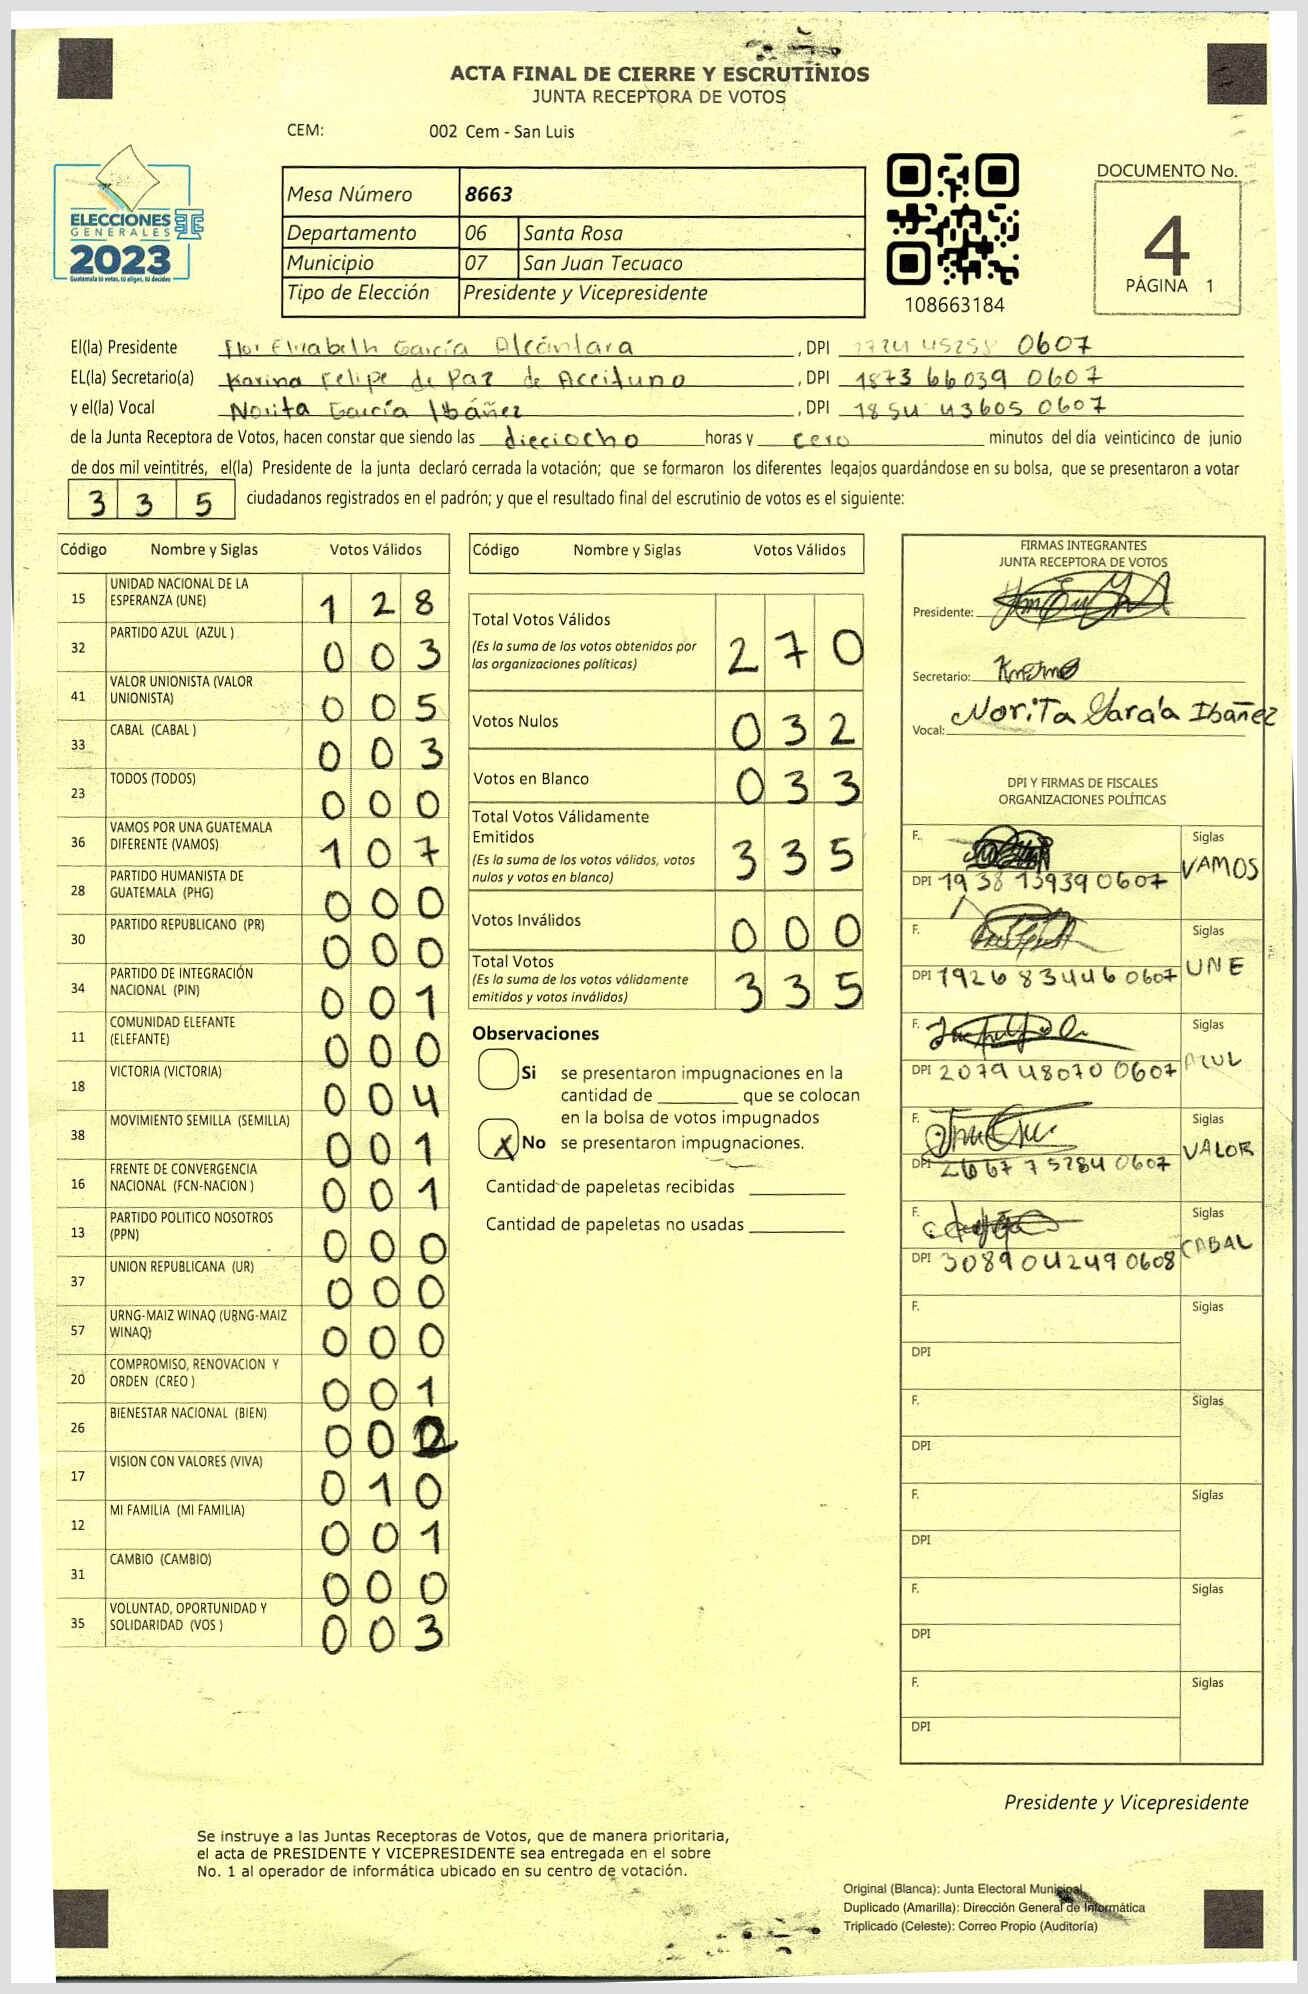 ACTA FINAL DE CIERRE Y ESCRUTINIOS
JUNTA RECEPTORA DE VOTOS
CEM: 002 Cem - San Luis
ELECCIONES
GENERALES
2023
Guatemala tú votas, tú eliges, tú decides
Mesa Número 8663
Departamento 06 Santa Rosa
Municipio 07 San Juan Tecuaco
Tipo de Elección Presidente y Vicepresidente
108663184
DOCUMENTO No.
4
PÁGINA 1
El(la) Presidente Flor Elizabeth García Alcántara , DPI 0607
EL(la) Secretario(a) Karina Felipe de Paz de Aceituno , DPI 1873 66039 0607
y el(la) Vocal Norita García Ibáñez , DPI 1854 43605 0607
de la Junta Receptora de Votos, hacen constar que siendo las dieciocho horas y cero minutos del día veinticinco de junio
de dos mil veintitrés, el(la) Presidente de la junta declaró cerrada la votación; que se formaron los diferentes legajos guardándose en su bolsa, que se presentaron a votar
3 3 5 ciudadanos registrados en el padrón; y que el resultado final del escrutinio de votos es el siguiente:
Código Nombre y Siglas Votos Válidos
15 UNIDAD NACIONAL DE LA ESPERANZA (UNE) 1 2 8
32 PARTIDO AZUL (AZUL ) 0 0 3
41 VALOR UNIONISTA (VALOR UNIONISTA) 0 0 5
33 CABAL (CABAL ) 0 0 3
23 TODOS (TODOS) 0 0 0
36 VAMOS POR UNA GUATEMALA DIFERENTE (VAMOS) 1 0 7
28 PARTIDO HUMANISTA DE GUATEMALA (PHG) 0 0 0
30 PARTIDO REPUBLICANO (PR) 0 0 0
34 PARTIDO DE INTEGRACIÓN NACIONAL (PIN) 0 0 1
11 COMUNIDAD ELEFANTE (ELEFANTE) 0 0 0
18 VICTORIA (VICTORIA) 0 0 4
38 MOVIMIENTO SEMILLA (SEMILLA) 0 0 1
16 FRENTE DE CONVERGENCIA NACIONAL (FCN-NACION ) 0 0 1
13 PARTIDO POLITICO NOSOTROS (PPN) 0 0 0
37 UNION REPUBLICANA (UR) 0 0 0
57 URNG-MAIZ WINAQ (URNG-MAIZ WINAQ) 0 0 0
20 COMPROMISO, RENOVACION Y ORDEN (CREO ) 0 0 1
26 BIENESTAR NACIONAL (BIEN) 0 0 2
17 VISION CON VALORES (VIVA) 0 1 0
12 MI FAMILIA (MI FAMILIA) 0 0 1
31 CAMBIO (CAMBIO) 0 0 0
35 VOLUNTAD, OPORTUNIDAD Y SOLIDARIDAD (VOS ) 0 0 3
Código Nombre y Siglas Votos Válidos
Total Votos Válidos 2 7 0
(Es la suma de los votos obtenidos por
las organizaciones políticas)
Votos Nulos 0 3 2
Votos en Blanco 0 3 3
Total Votos Válidamente
Emitidos 3 3 5
(Es la suma de los votos válidos, votos
nulos y votos en blanco)
Votos Inválidos 0 0 0
Total Votos 3 3 5
(Es la suma de los votos válidamente
emitidos y votos inválidos)
Observaciones
Si se presentaron impugnaciones en la
cantidad de ________ que se colocan
en la bolsa de votos impugnados
X No se presentaron impugnaciones.
Cantidad de papeletas recibidas
Cantidad de papeletas no usadas
FIRMAS INTEGRANTES
JUNTA RECEPTORA DE VOTOS
Presidente:
Secretario:
Vocal: Norita García Ibáñez
DPI Y FIRMAS DE FISCALES
ORGANIZACIONES POLÍTICAS
F. Siglas
DPI 1938 13939 0607 VAMOS
F. Siglas
DPI 1926 83446 0607 UNE
F. Siglas
DPI 2079 48070 0607 AZUL
F. Siglas
DPI 2667 75284 0607 VALOR
F. Siglas
DPI 3089 04249 0608 CABAL
F. Siglas
DPI
F. Siglas
DPI
F. Siglas
DPI
F. Siglas
DPI
F. Siglas
DPI
Presidente y Vicepresidente
Se instruye a las Juntas Receptoras de Votos, que de manera prioritaria,
el acta de PRESIDENTE Y VICEPRESIDENTE sea entregada en el sobre
No. 1 al operador de informática ubicado en su centro de votación.
Original (Blanca): Junta Electoral Municipal
Duplicado (Amarilla): Dirección General de Informática
Triplicado (Celeste): Correo Propio (Auditoría)